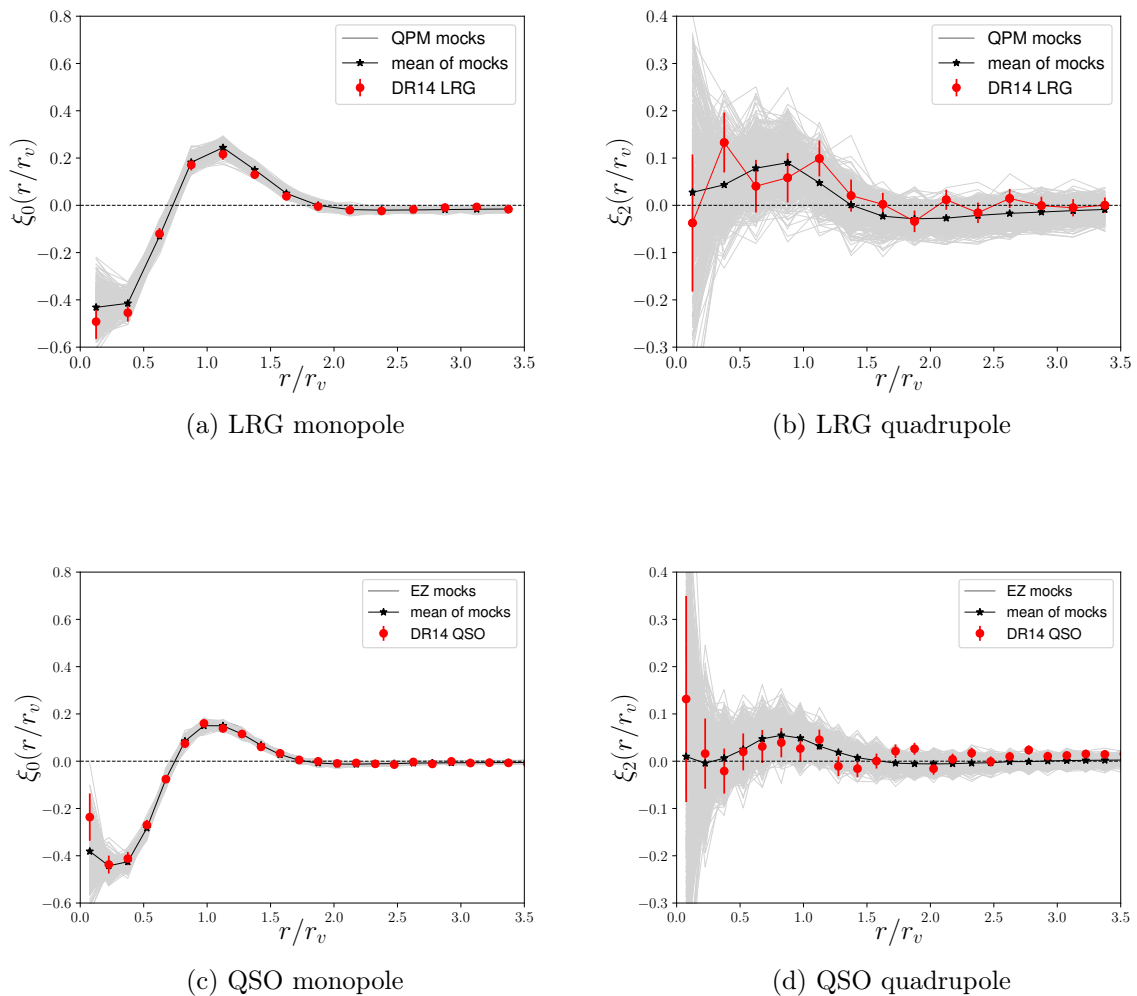 0.8
0.6
0.4
0.2
0.0
−0.2
−0.4
−0.6
ξ0(r/rv)
QPM mocks
mean of mocks
DR14 LRG
0.0 0.5 1.0 1.5 2.0 2.5 3.0 3.5
r/rv
(a) LRG monopole
0.4
0.3
0.2
0.1
0.0
−0.1
−0.2
−0.3
ξ2(r/rv)
QPM mocks
mean of mocks
DR14 LRG
0.0 0.5 1.0 1.5 2.0 2.5 3.0 3.5
r/rv
(b) LRG quadrupole
0.8
0.6
0.4
0.2
0.0
−0.2
−0.4
−0.6
ξ0(r/rv)
EZ mocks
mean of mocks
DR14 QSO
0.0 0.5 1.0 1.5 2.0 2.5 3.0 3.5
r/rv
(c) QSO monopole
0.4
0.3
0.2
0.1
0.0
−0.1
−0.2
−0.3
ξ2(r/rv)
EZ mocks
mean of mocks
DR14 QSO
0.0 0.5 1.0 1.5 2.0 2.5 3.0 3.5
r/rv
(d) QSO quadrupole